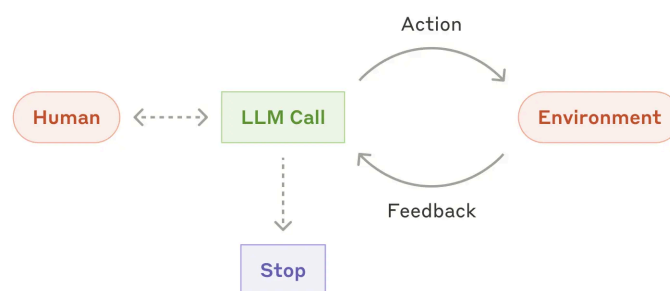 Action
Human
LLM Call
Environment
Feedback
Stop